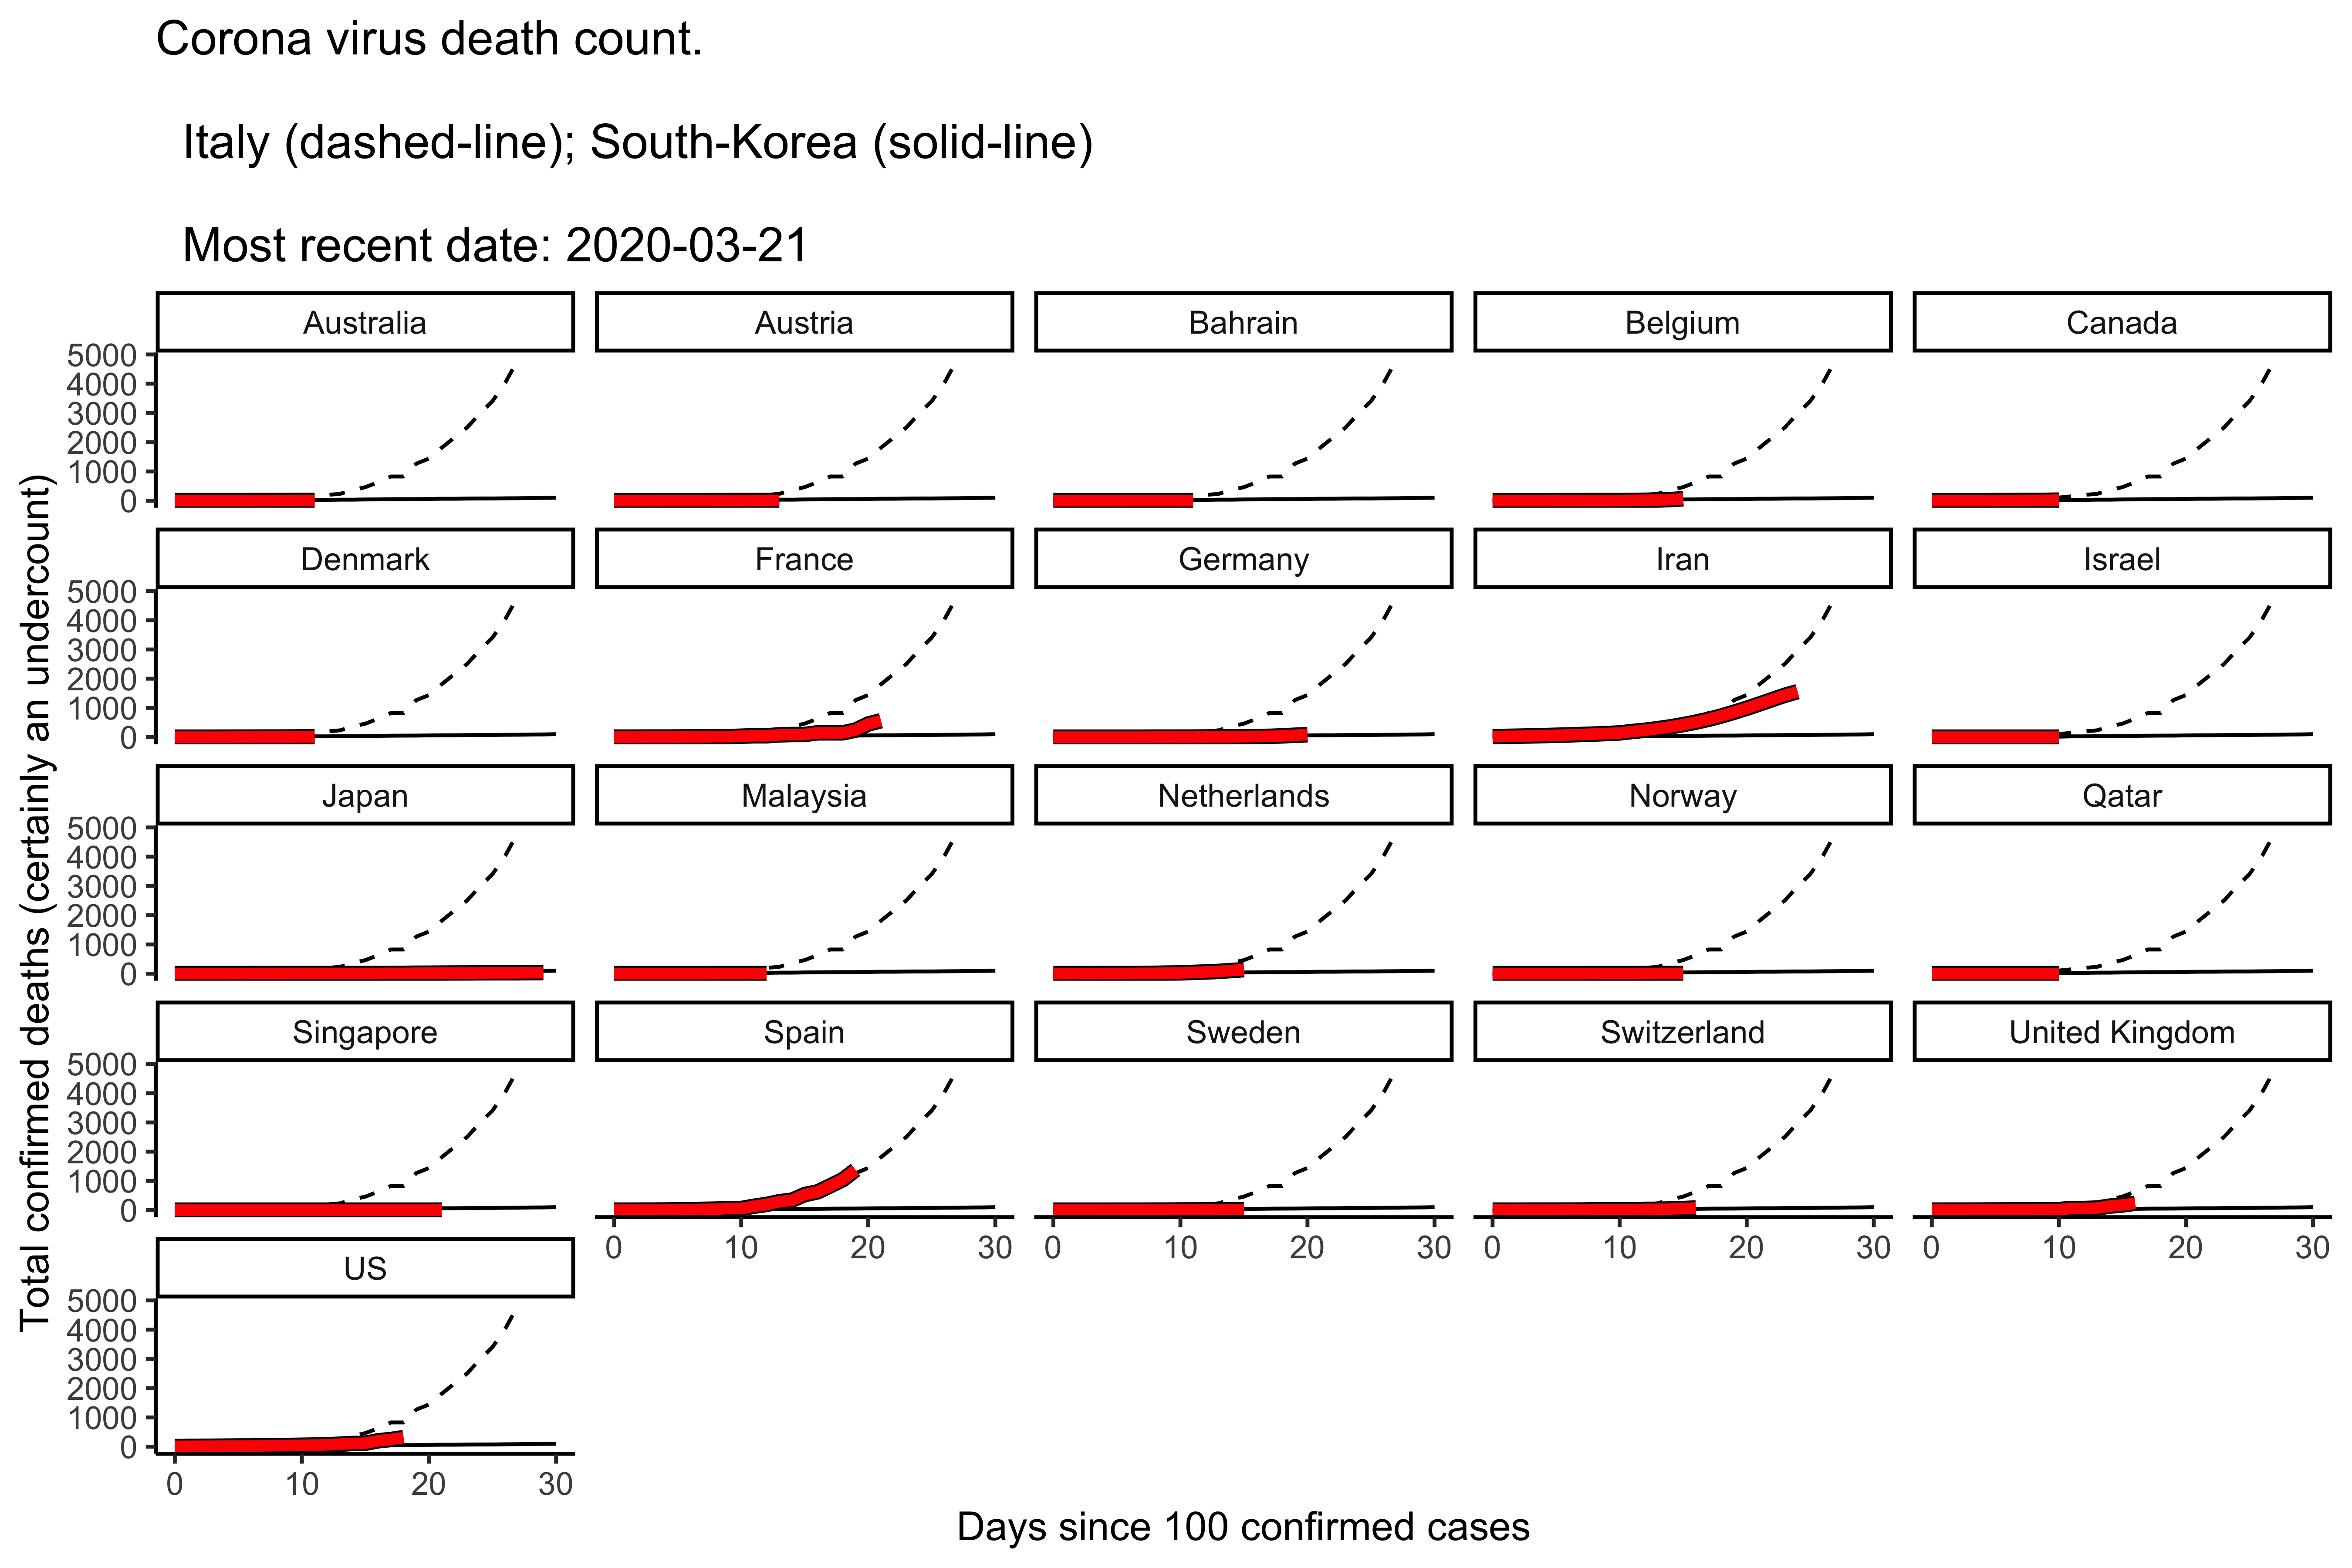 Corona virus death count.
Italy (dashed-line); South-Korea (solid-line)
Most recent date: 2020-03-21
Total confirmed deaths (certainly an undercount)
Australia
Austria
Bahrain
Belgium
Canada
5000
4000
3000
2000
1000
0
Denmark
France
Germany
Iran
Israel
5000
4000
3000
2000
1000
0
Japan
Malaysia
Netherlands
Norway
Qatar
5000
4000
3000
2000
1000
0
Singapore
Spain
Sweden
Switzerland
United Kingdom
5000
4000
3000
2000
1000
0
0 10 20 30
0 10 20 30
0 10 20 30
0 10 20 30
US
5000
4000
3000
2000
1000
0
0 10 20 30
Days since 100 confirmed cases